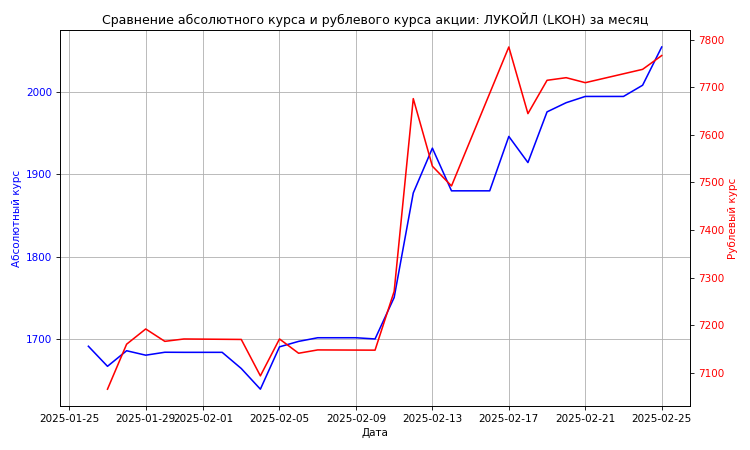 Сравнение абсолютного курса и рублевого курса акции: ЛУКОЙЛ (LKOH) за месяц
2000
1900
1800
1700
Абсолютный курс
7800
7700
7600
7500
7400
7300
7200
7100
Рублевый курс
2025-01-25 2025-01-29 2025-02-01 2025-02-05 2025-02-09 2025-02-13 2025-02-17 2025-02-21 2025-02-25
Дата